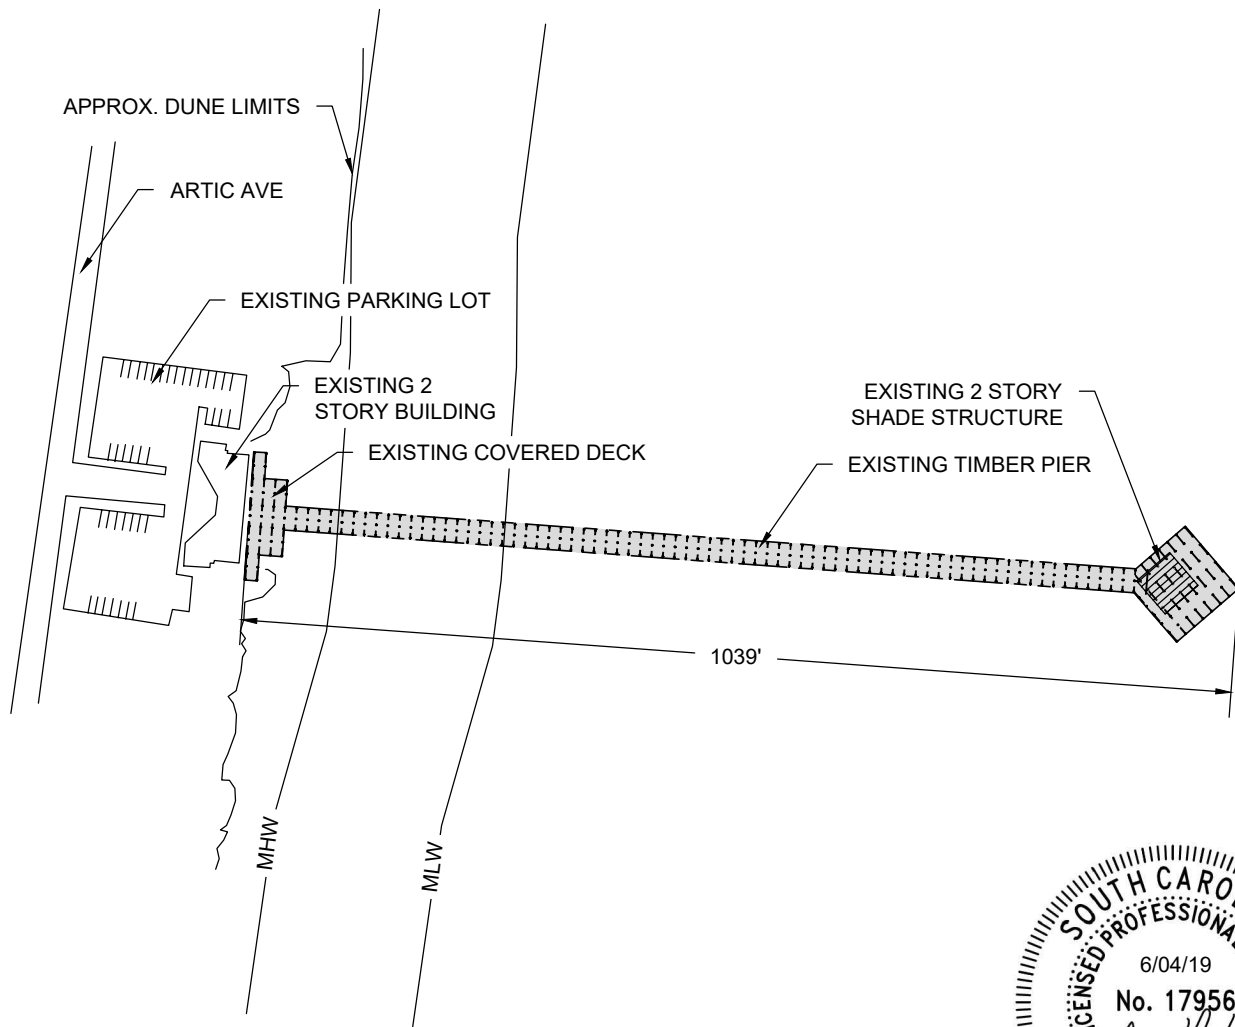 APPROX. DUNE LIMITS
ARTIC AVE
EXISTING PARKING LOT
EXISTING 2
STORY BUILDING
EXISTING COVERED DECK
EXISTING 2 STORY
SHADE STRUCTURE
EXISTING TIMBER PIER
1039'
MHW
MLW
SOUTH CARO
CENSED PROFESSIONA
6/04/19
No. 17956